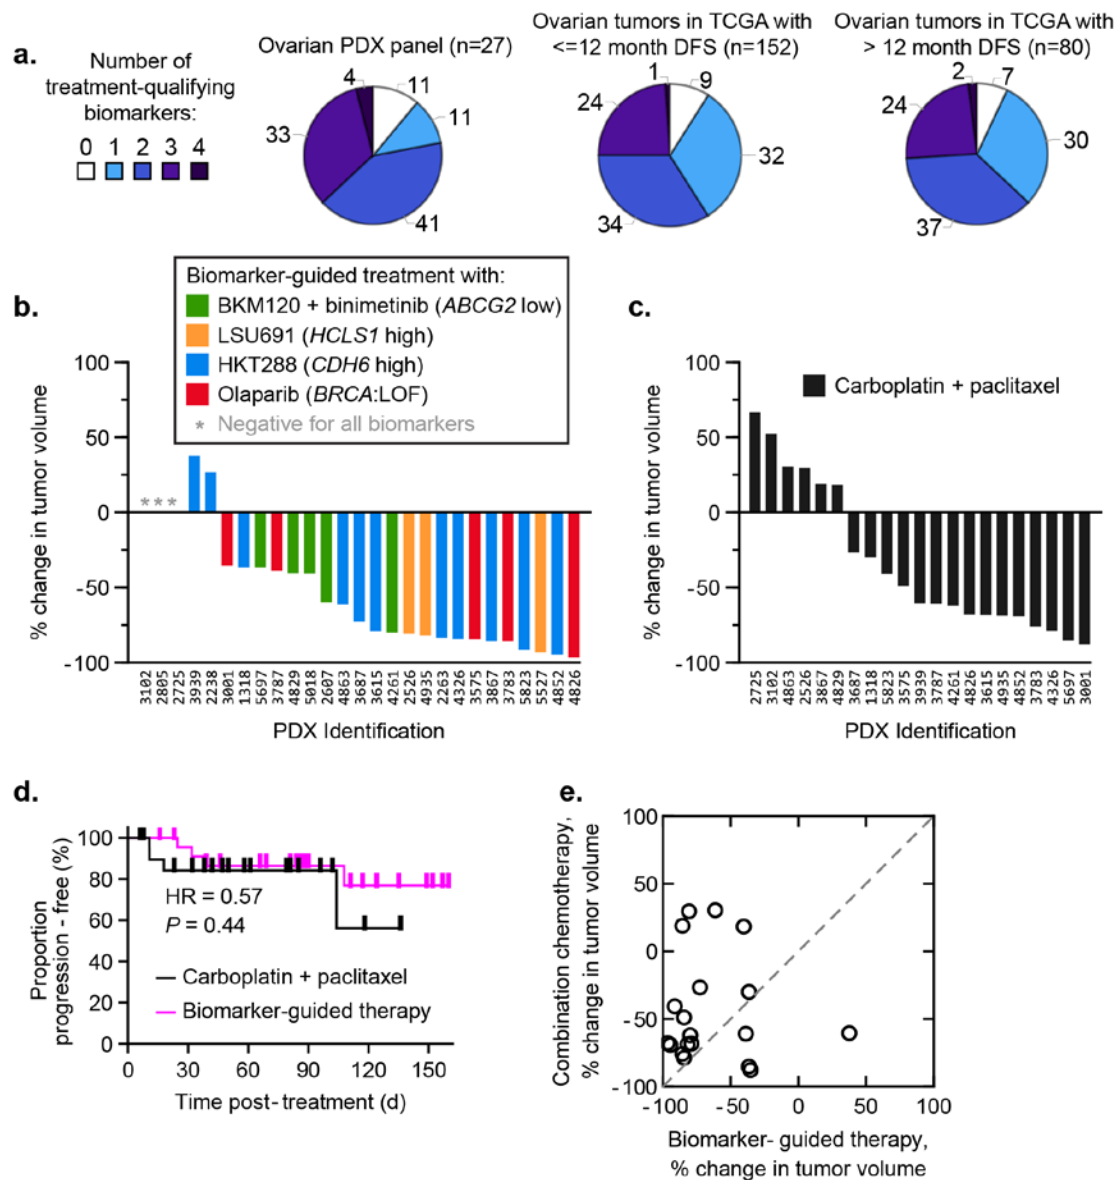 a.
Number of
treatment-qualifying
biomarkers:
0 1 2 3 4
Ovarian PDX panel (n=27)
4
11
11
33
41
Ovarian tumors in TCGA with
<=12 month DFS (n=152)
1
9
24
32
34
Ovarian tumors in TCGA with
> 12 month DFS (n=80)
2
7
24
30
37
b.
Biomarker-guided treatment with:
BKM120 + binimetinib (ABCG2 low)
LSU691 (HCLS1 high)
HKT288 (CDH6 high)
Olaparib (BRCA:LOF)
* Negative for all biomarkers
% change in tumor volume
100
50
0
-50
-100
***
3102 2805 2725 3939 2238 3001 1318 5697 3787 4829 5018 2607 4863 3687 3615 4261 2526 4935 2263 4326 3575 3867 3783 5823 5527 4852 4826
PDX Identification
c.
Carboplatin + paclitaxel
% change in tumor volume
100
50
0
-50
-100
2725 3102 4863 2526 3867 4829 3687 1318 5823 3575 3939 3787 4261 4826 3615 4935 4852 3783 4326 5697 3001
PDX Identification
d.
Proportion
progression - free (%)
100
80
60
40
20
0
HR = 0.57
P = 0.44
Carboplatin + paclitaxel
Biomarker-guided therapy
0 30 60 90 120 150
Time post-treatment (d)
e.
Combination chemotherapy,
% change in tumor volume
100
50
0
-50
-100
-100 -50 0 50 100
Biomarker- guided therapy,
% change in tumor volume